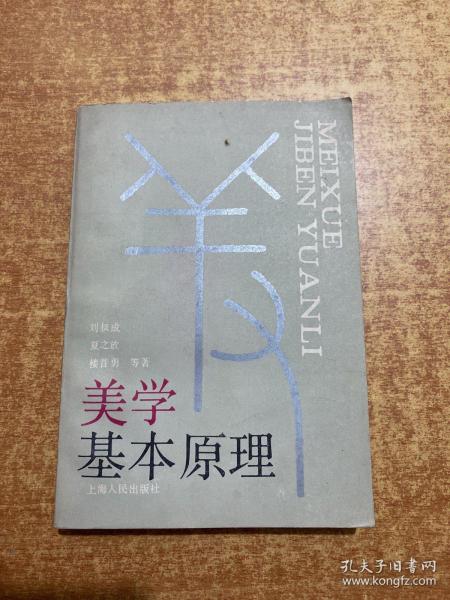 MEIXUE
JIBEN YUANLI
刘叔成
夏之放
楼昔勇 等著
美学
基本原理
上海人民出版社
孔夫子旧书网
www.kongfz.com